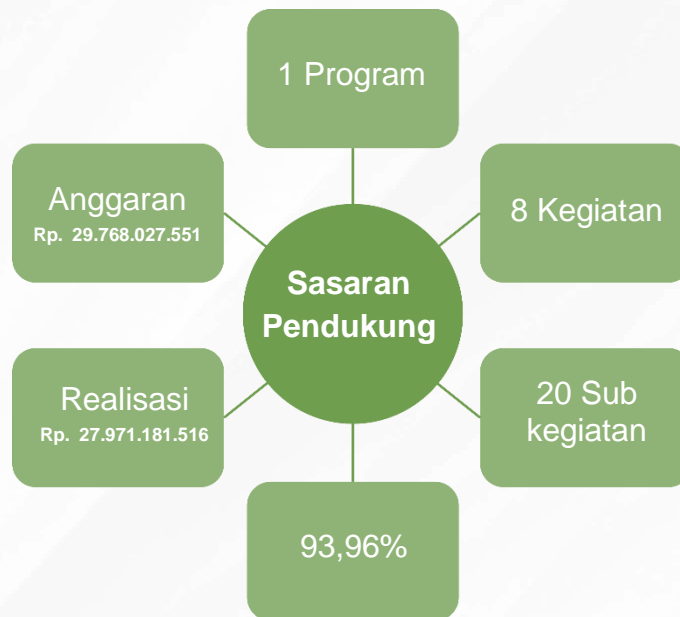 1 Program
8 Kegiatan
20 Sub
kegiatan
93,96%
Realisasi
Rp. 27.971.181.516
Anggaran
Rp. 29.768.027.551
Sasaran
Pendukung